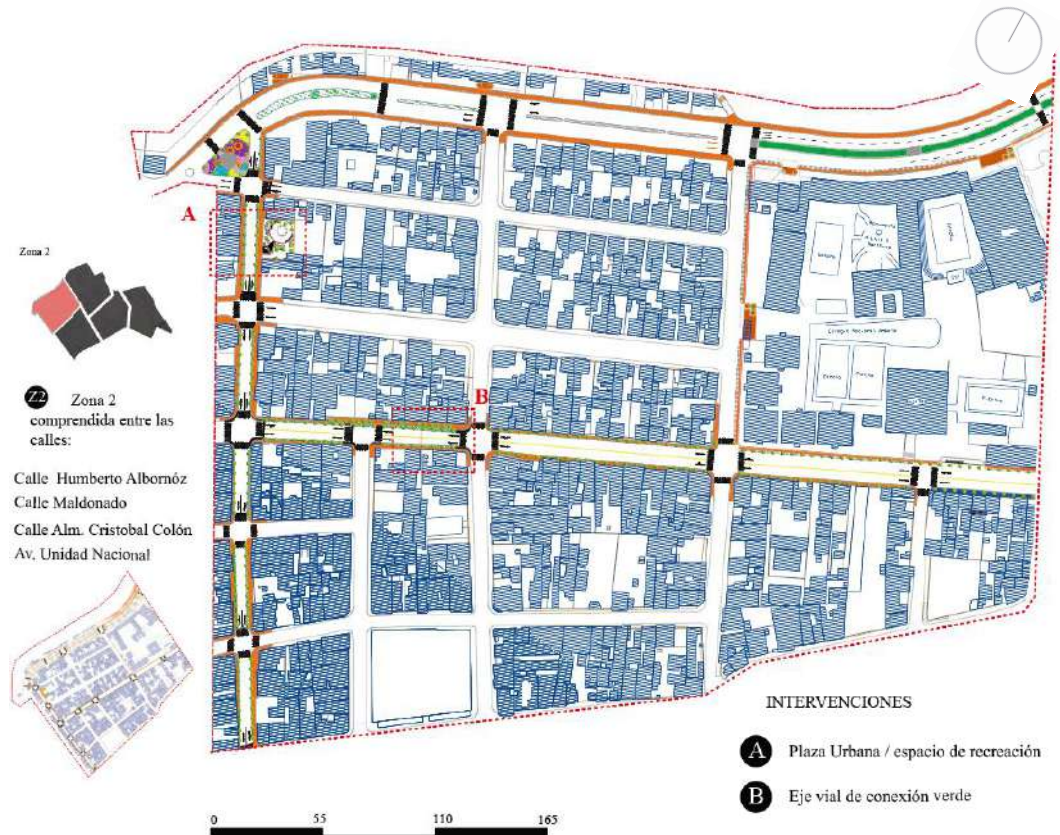 A
Zona 2
Z2 Zona 2
comprendida entre las
calles:
Calle Humberto Albornóz
Calle Maldonado
Calle Alm. Cristobal Colón
Av. Unidad Nacional
B
INTERVENCIONES
A Plaza Urbana / espacio de recreación
B Eje vial de conexión verde
0 55 110 165